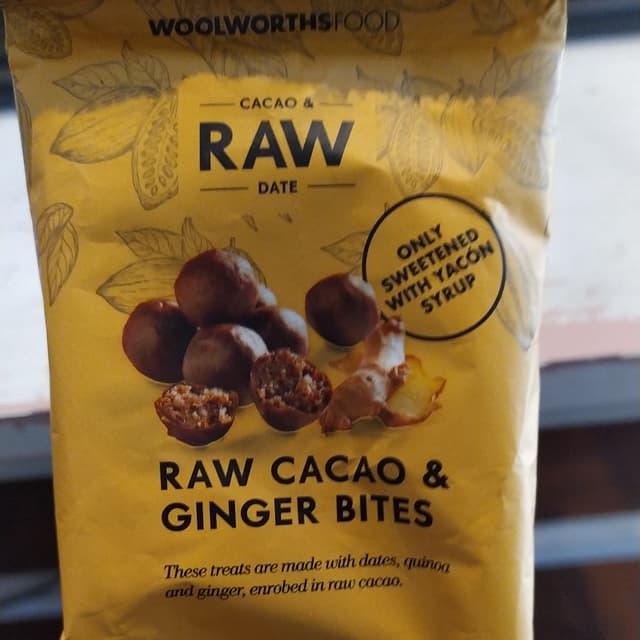 WOOLWORTHSFOOD
CACAO &
RAW
DATE
ONLY
SWEETENED
WITH YACÓN
SYRUP
RAW CACAO &
GINGER BITES
These treats are made with dates, quinoa
and ginger, enrobed in raw cacao.